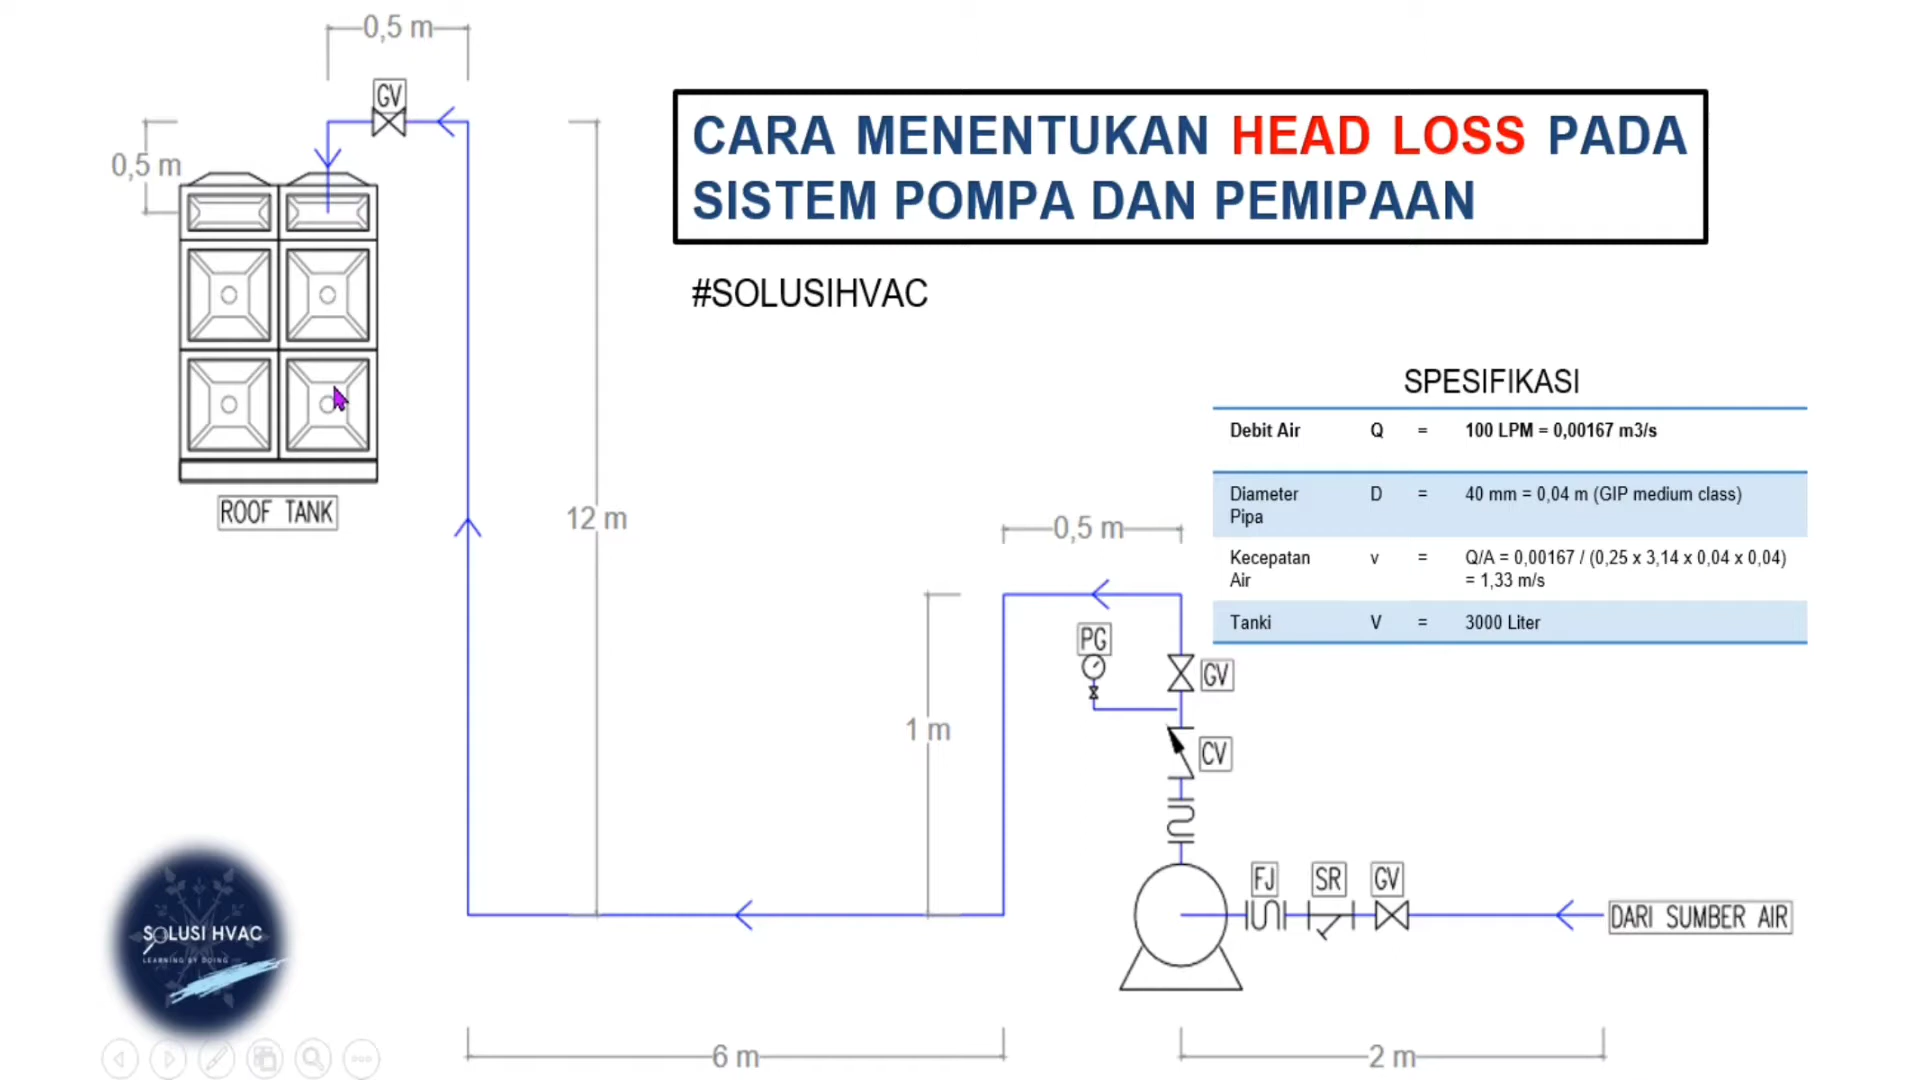 0,5 m
GV
0,5 m
CARA MENENTUKAN HEAD LOSS PADA
SISTEM POMPA DAN PEMIPAAN
#SOLUSIHVAC
SPESIFIKASI
Debit Air Q = 100 LPM = 0,00167 m3/s
Diameter Pipa D = 40 mm = 0,04 m (GIP medium class)
Kecepatan Air v = Q/A = 0,00167 / (0,25 x 3,14 x 0,04 x 0,04)
= 1,33 m/s
Tanki V = 3000 Liter
ROOF TANK
12 m
0,5 m
PG
GV
1 m
CV
FJ
SR
GV
DARI SUMBER AIR
SOLUSI HVAC
LEARNING BY DOING
6 m
2 m